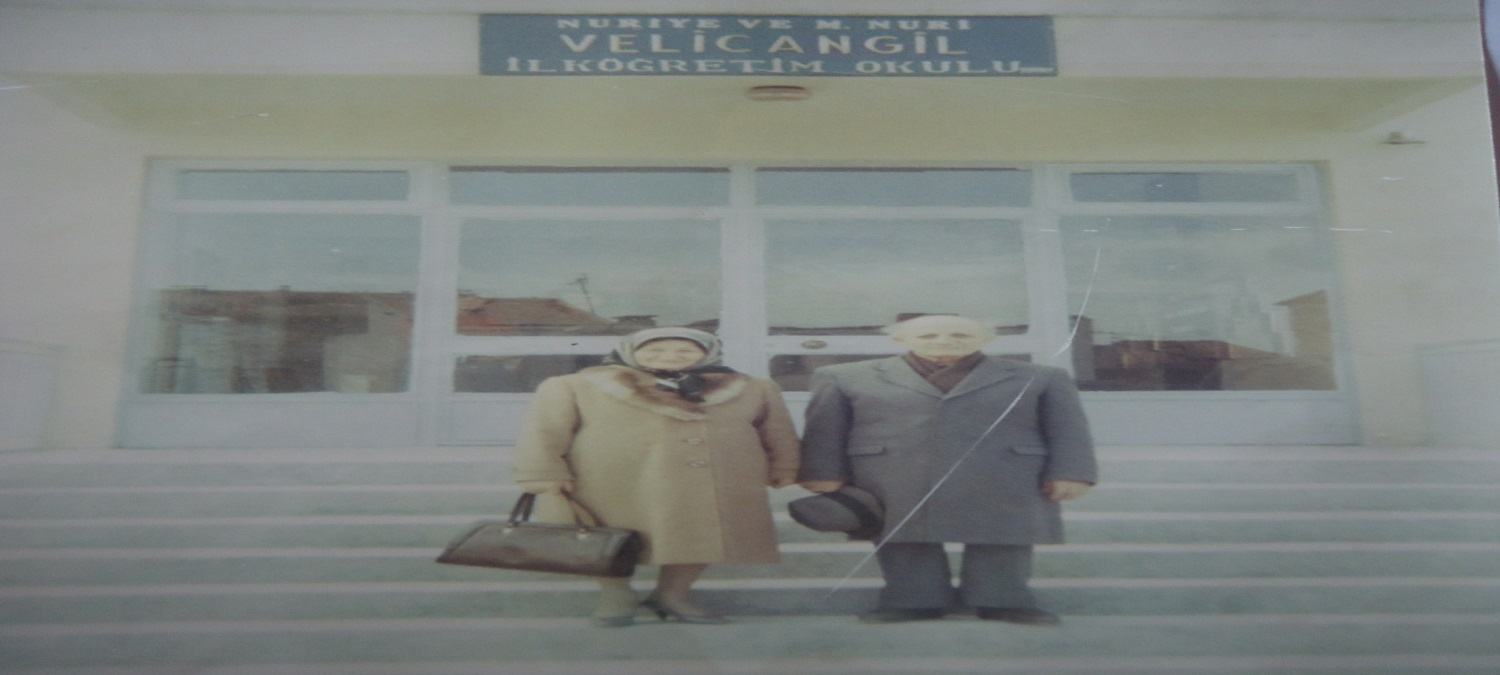 NURİYE VE M. NURİ
VELİCANGİL
İLKÖĞRETİM OKULU